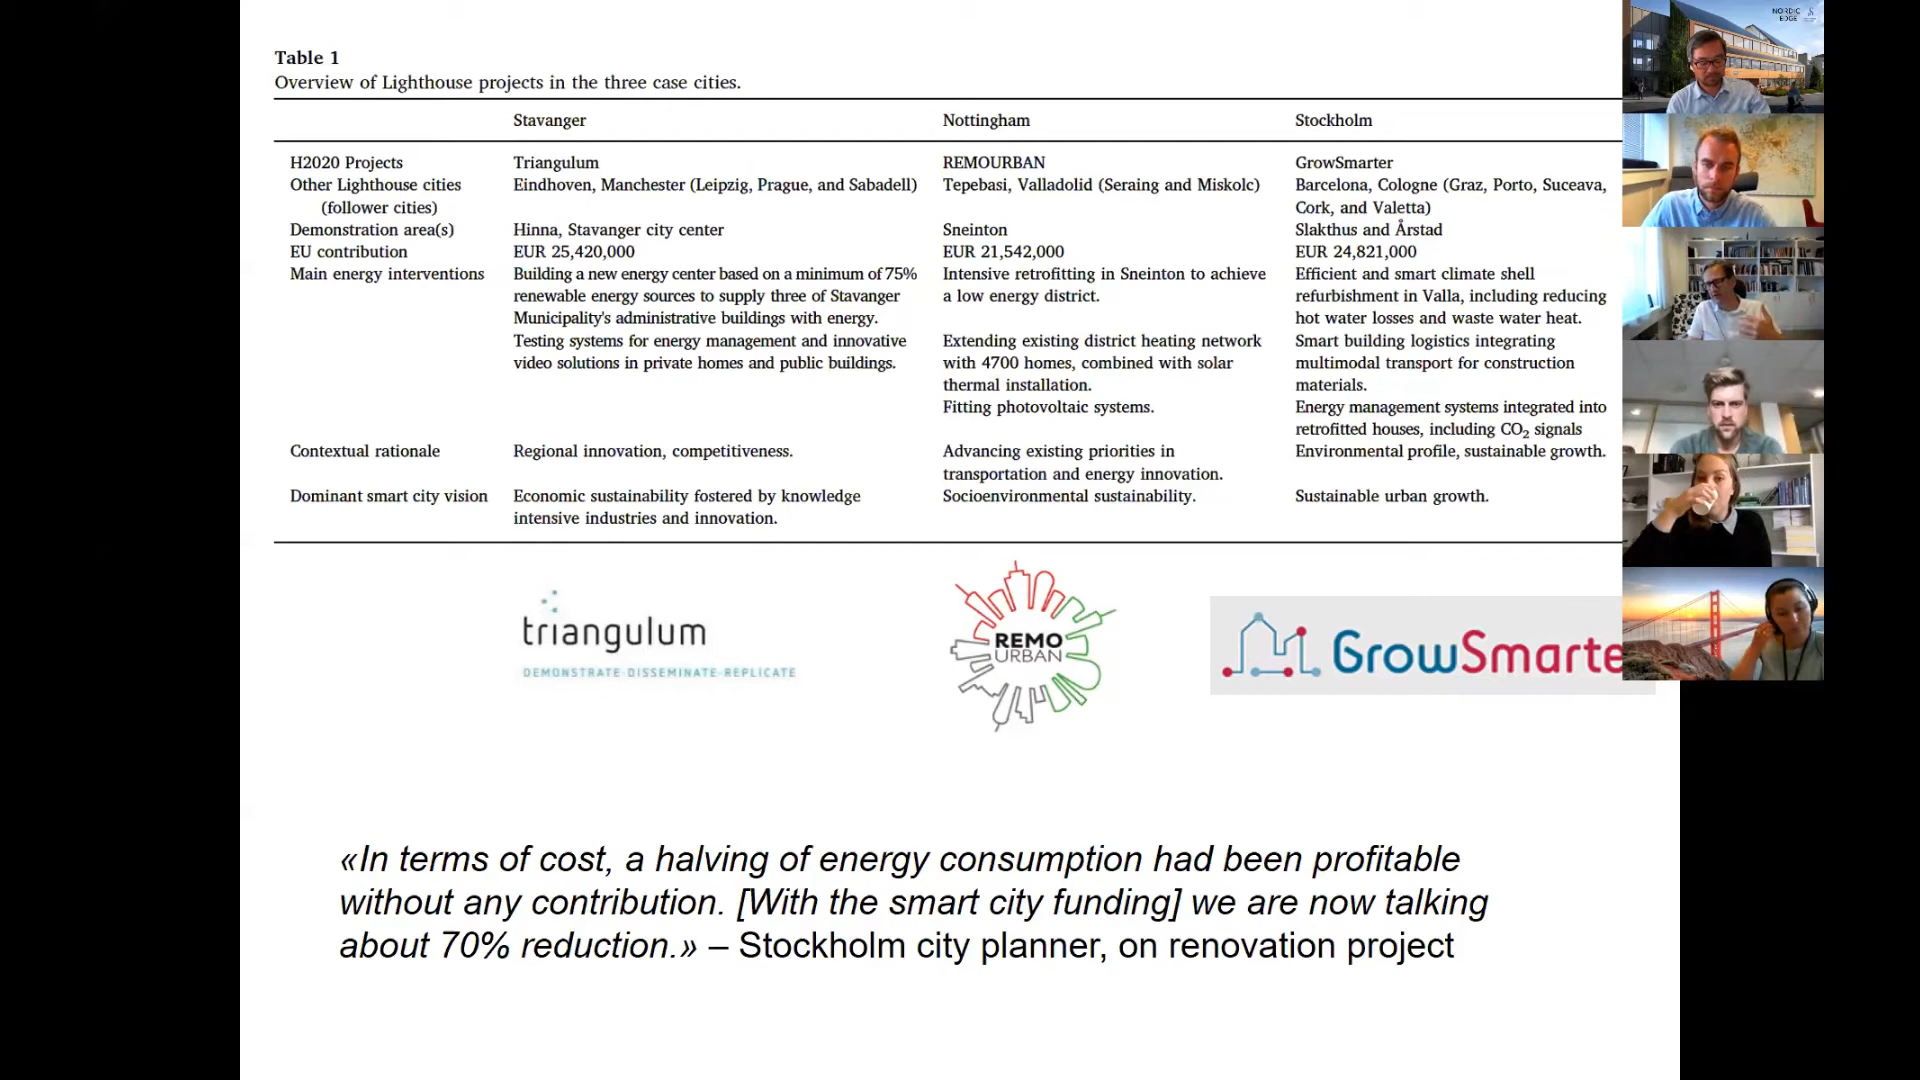 Table 1
Overview of Lighthouse projects in the three case cities.
Stavanger Nottingham Stockholm
H2020 Projects Triangulum REMOURBAN GrowSmarter
Other Lighthouse cities Eindhoven, Manchester (Leipzig, Prague, and Sabadell) Tepebasi, Valladolid (Seraing and Miskolc) Barcelona, Cologne (Graz, Porto, Suceava,
(follower cities) Cork, and Valetta)
Demonstration area(s) Hinna, Stavanger city center Sneinton Slakthus and Årstad
EU contribution EUR 25,420,000 EUR 21,542,000 EUR 24,821,000
Main energy interventions Building a new energy center based on a minimum of 75% Intensive retrofitting in Sneinton to achieve Efficient and smart climate shell
renewable energy sources to supply three of Stavanger a low energy district. refurbishment in Valla, including reducing
Municipality's administrative buildings with energy. hot water losses and waste water heat.
Testing systems for energy management and innovative Extending existing district heating network Smart building logistics integrating
video solutions in private homes and public buildings. with 4700 homes, combined with solar multimodal transport for construction
thermal installation. materials.
Fitting photovoltaic systems. Energy management systems integrated into
retrofitted houses, including CO₂ signals
Contextual rationale Regional innovation, competitiveness. Advancing existing priorities in Environmental profile, sustainable growth.
transportation and energy innovation.
Dominant smart city vision Economic sustainability fostered by knowledge Socioenvironmental sustainability. Sustainable urban growth.
intensive industries and innovation.
triangulum
DEMONSTRATE·DISSEMINATE·REPLICATE
REMO
URBAN
GrowSmarte
«In terms of cost, a halving of energy consumption had been profitable
without any contribution. [With the smart city funding] we are now talking
about 70% reduction.» – Stockholm city planner, on renovation project
NORDIC
EDGE